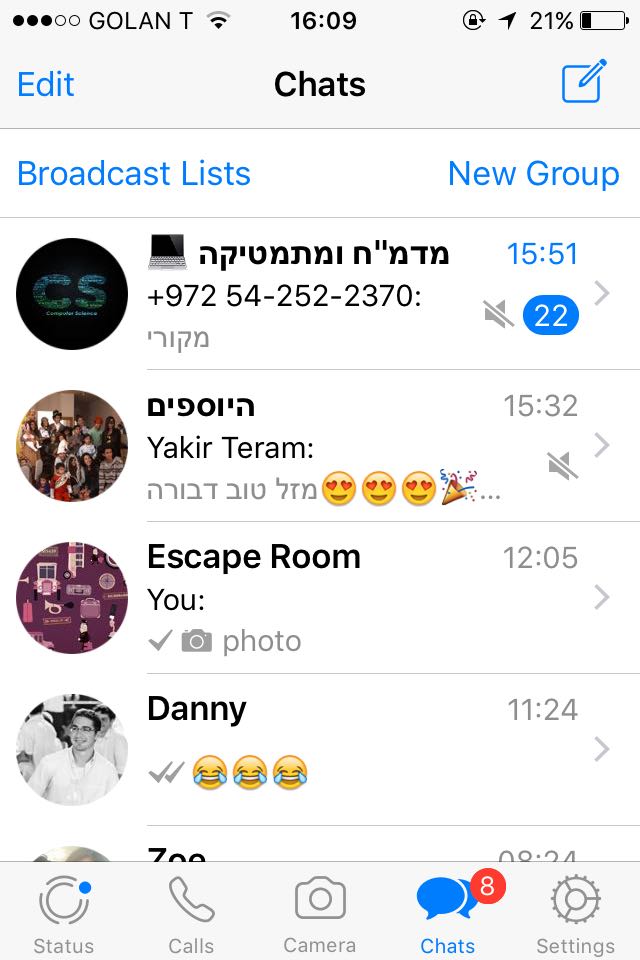 GOLAN T 16:09 21%
Edit Chats
Broadcast Lists New Group
💻 מדמ"ח ומתמטיקה 15:51
+972 54-252-2370:
22
מקורי
CS
Computer Science
היוספים 15:32
Yakir Teram:
מזל טוב דבורה😍😍😍🎉...
Escape Room 12:05
You:
photo
Danny 11:24
😂😂😂
Zoe 08:24
8
Status Calls Camera Chats Settings